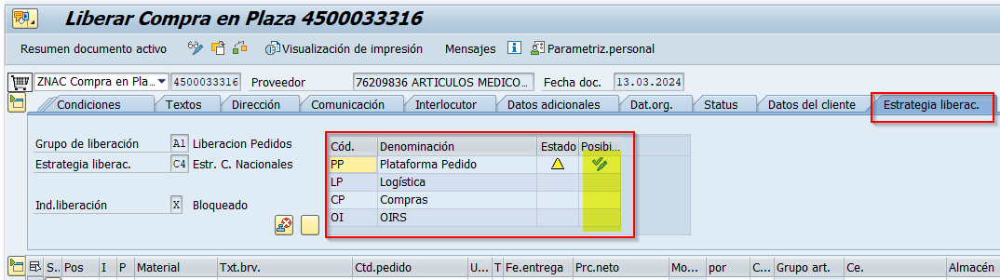 Liberar Compra en Plaza 4500033316
Resumen documento activo Visualización de impresión Mensajes Parametriz.personal
ZNAC Compra en Pla... 4500033316 Proveedor 76209836 ARTICULOS MEDICO... Fecha doc. 13.03.2024
Condiciones Textos Dirección Comunicación Interlocutor Datos adicionales Dat.org. Status Datos del cliente Estrategia liberac.
Grupo de liberación A1 Liberacion Pedidos
Estrategia liberac. C4 Estr. C. Nacionales
Ind.liberación X Bloqueado
Cód. Denominación Estado Posibi...
PP Plataforma Pedido
LP Logística
CP Compras
OI OIRS
S.. Pos I P Material Txt.brv. Ctd.pedido U... T Fe.entrega Prc.neto Mo... por C... Grupo art. Ce. Almacén